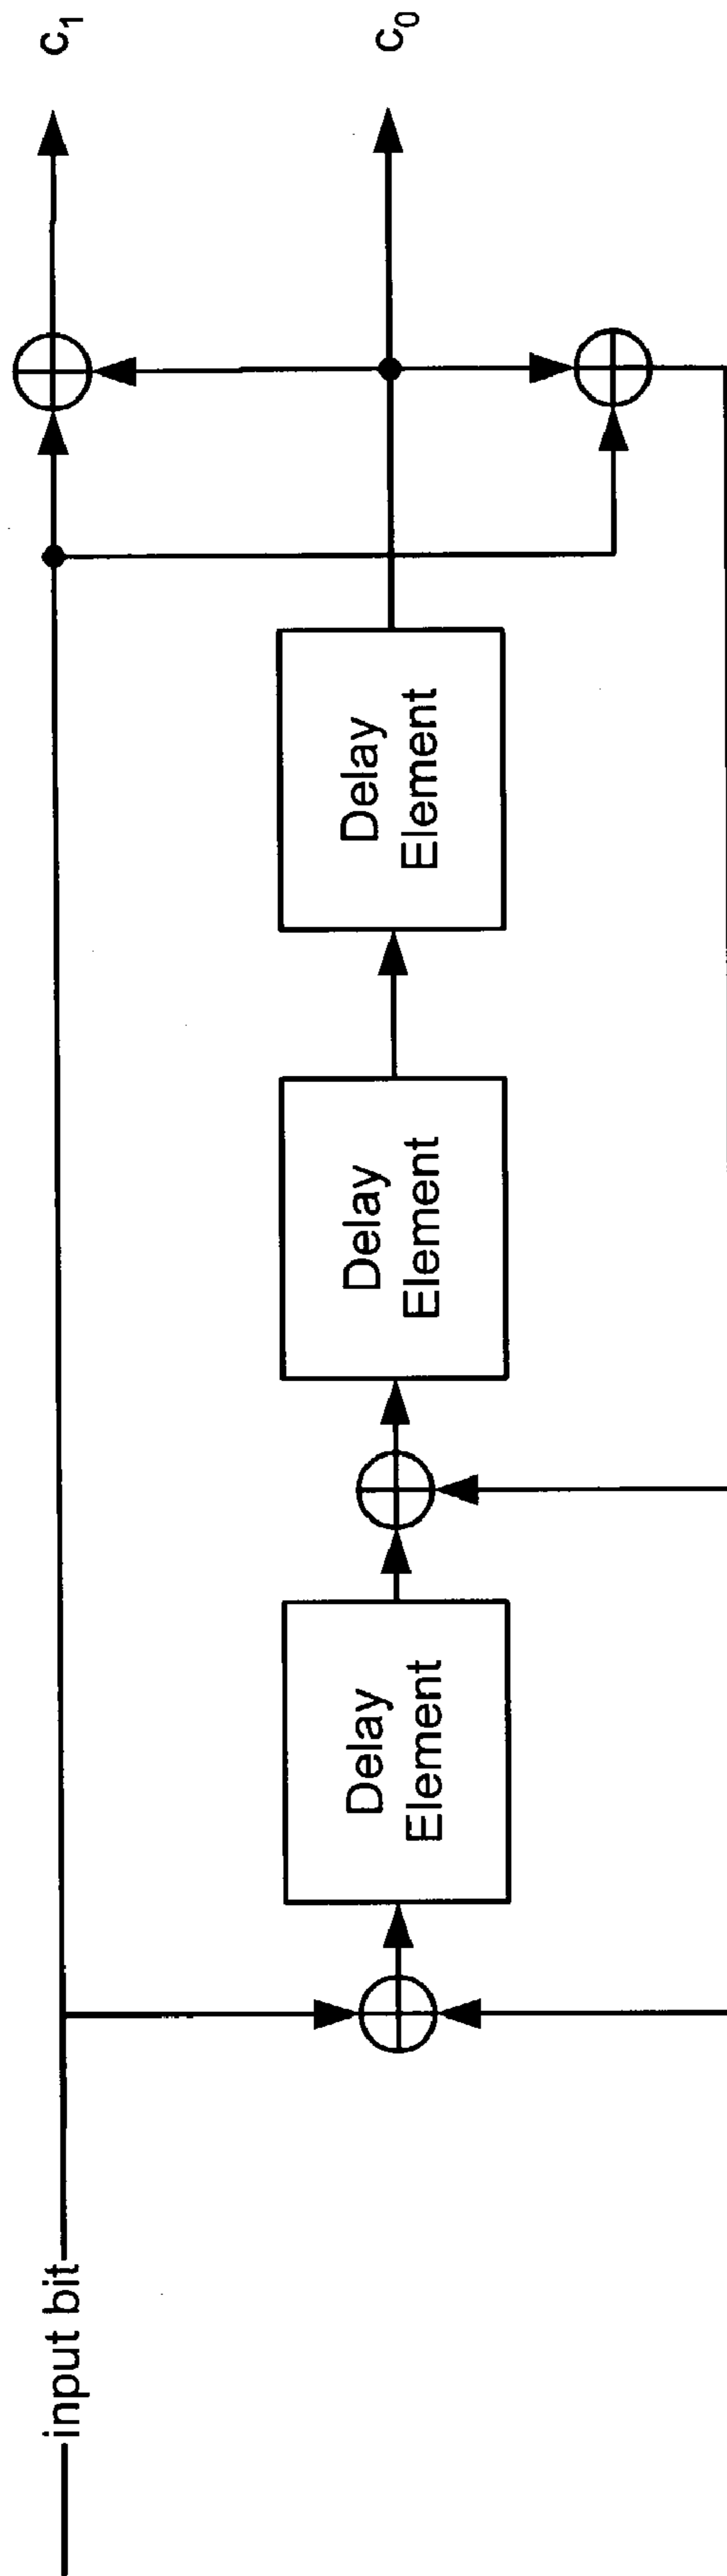 input bit
Delay
Element
Delay
Element
Delay
Element
c₁
c₀